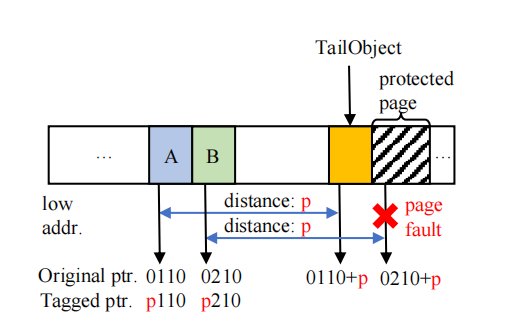 TailObject
protected
page
...
A
B
...
low
addr.
distance: p
distance: p
page
fault
Original ptr. 0110 0210
0110+p 0210+p
Tagged ptr. p110 p210